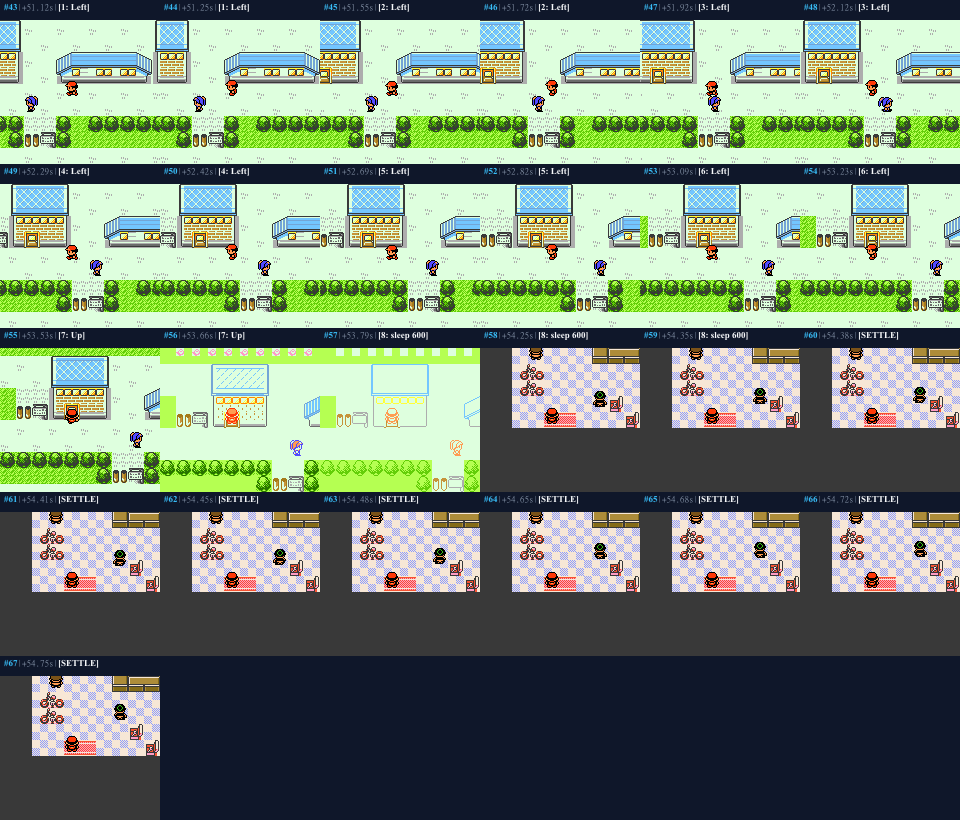 #43|+51.12s|[1: Left]
#44|+51.25s|[1: Left]
#45|+51.55s|[2: Left]
#46|+51.72s|[2: Left]
#47|+51.92s|[3: Left]
#48|+52.12s|[3: Left]
#49|+52.29s|[4: Left]
#50|+52.42s|[4: Left]
#51|+52.69s|[5: Left]
#52|+52.82s|[5: Left]
#53|+53.09s|[6: Left]
#54|+53.23s|[6: Left]
#55|+53.53s|[7: Up]
#56|+53.66s|[7: Up]
#57|+53.79s|[8: sleep 600]
#58|+54.25s|[8: sleep 600]
#59|+54.35s|[8: sleep 600]
#60|+54.38s|[SETTLE]
#61|+54.41s|[SETTLE]
#62|+54.45s|[SETTLE]
#63|+54.48s|[SETTLE]
#64|+54.65s|[SETTLE]
#65|+54.68s|[SETTLE]
#66|+54.72s|[SETTLE]
#67|+54.75s|[SETTLE]